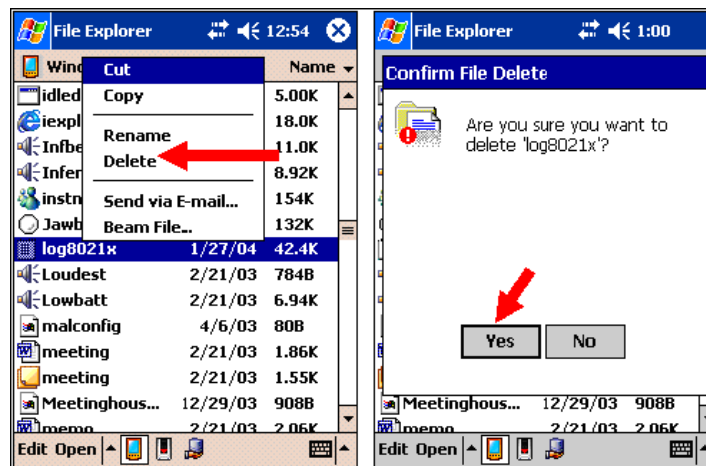 File Explorer 12:54
Wind Name
Cut
Copy
Rename
Delete
Send via E-mail...
Beam File...
idled 5.00K
iexpl 18.0K
Infbe 11.0K
Infer 8.92K
instn 154K
Jawb 132K
log8021x 1/27/04 42.4K
Loudest 2/21/03 784B
Lowbatt 2/21/03 6.94K
malconfig 4/6/03 80B
meeting 2/21/03 1.86K
meeting 2/21/03 1.55K
Meetinghous... 12/29/03 908B
memo 2/21/03 2.06K
Edit Open
File Explorer 1:00
Confirm File Delete
Are you sure you want to
delete 'log8021x'?
Yes No
Meetinghous... 12/29/03 908B
memo 2/21/03 2.06K
Edit Open